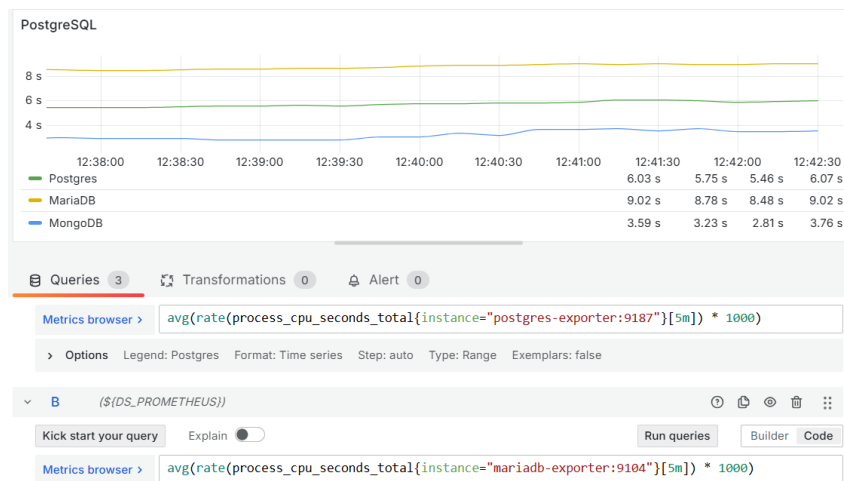 PostgreSQL
8 s
6 s
4 s
12:38:00 12:38:30 12:39:00 12:39:30 12:40:00 12:40:30 12:41:00 12:41:30 12:42:00 12:42:30
Postgres 6.03 s 5.75 s 5.46 s 6.07 s
MariaDB 9.02 s 8.78 s 8.48 s 9.02 s
MongoDB 3.59 s 3.23 s 2.81 s 3.76 s
Queries 3 Transformations 0 Alert 0
Metrics browser > avg(rate(process_cpu_seconds_total{instance="postgres-exporter:9187"}[5m]) * 1000)
> Options Legend: Postgres Format: Time series Step: auto Type: Range Exemplars: false
B (${DS_PROMETHEUS})
Kick start your query Explain Run queries Builder Code
Metrics browser > avg(rate(process_cpu_seconds_total{instance="mariadb-exporter:9104"}[5m]) * 1000)